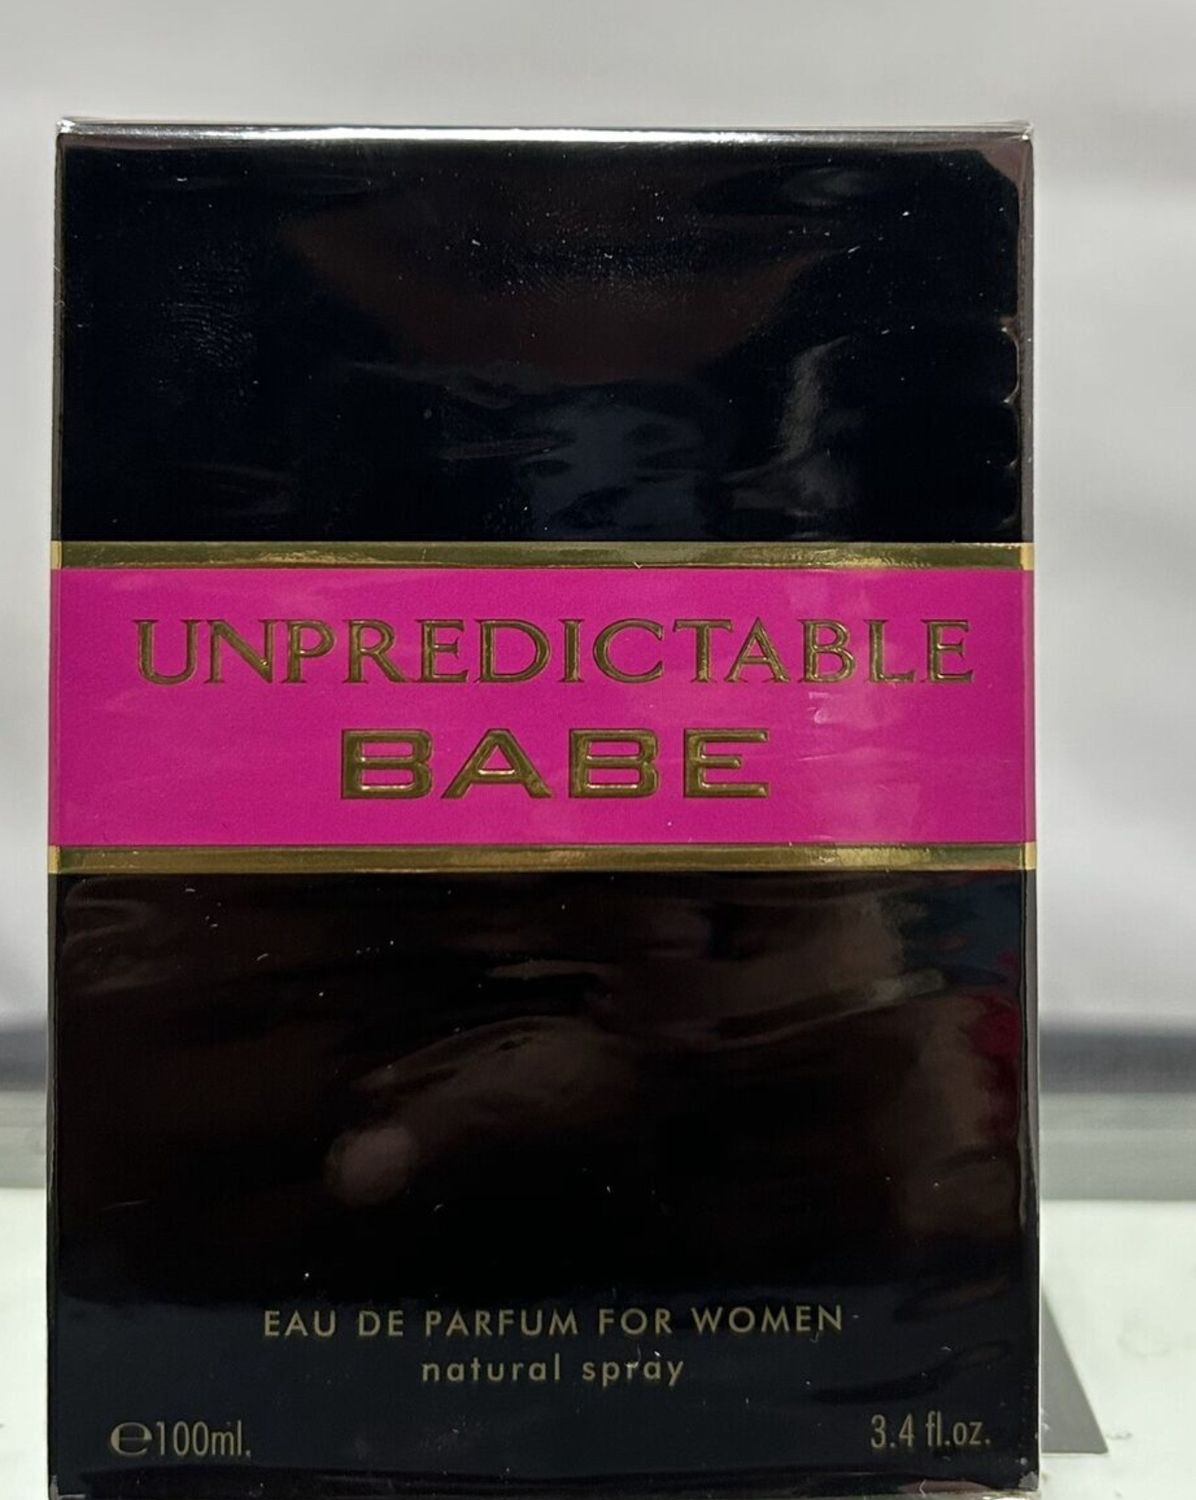 UNPREDICTABLE
BABE
EAU DE PARFUM FOR WOMEN
natural spray
℮100ml.
3.4 fl.oz.